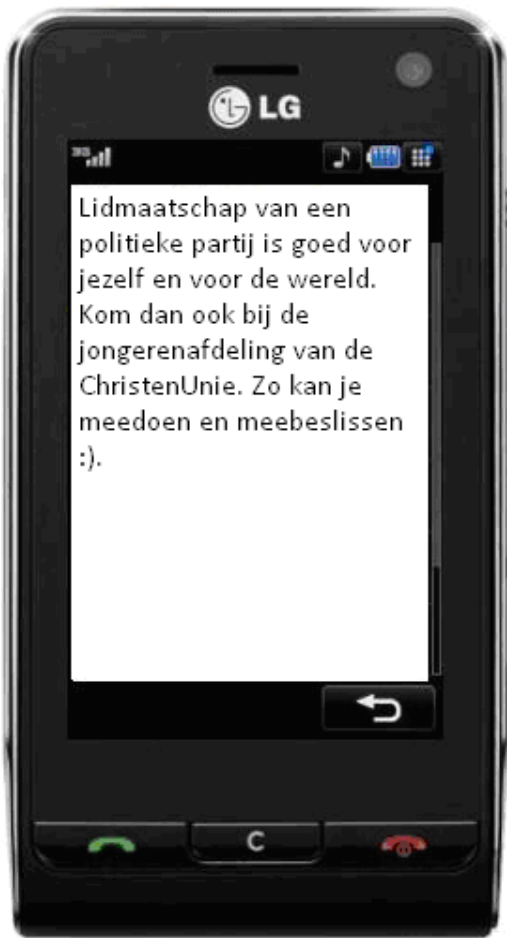 LG
3G
Lidmaatschap van een
politieke partij is goed voor
jezelf en voor de wereld.
Kom dan ook bij de
jongerenafdeling van de
ChristenUnie. Zo kan je
meedoen en meebeslissen
:).
C